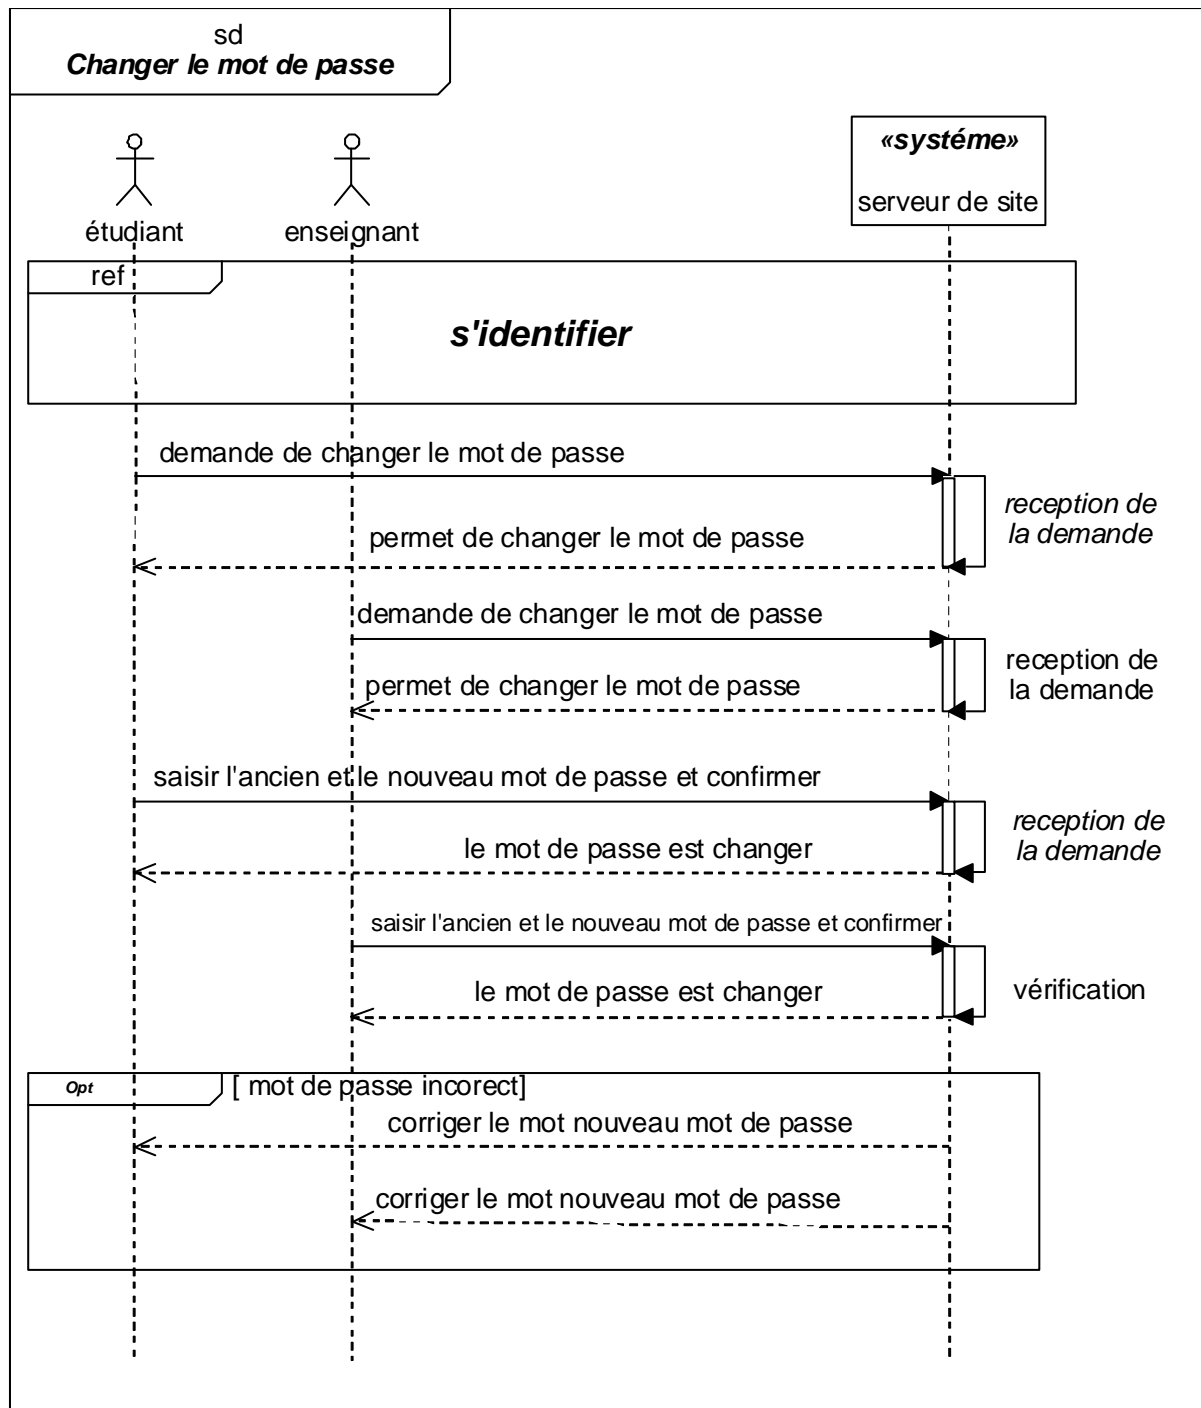 sd
Changer le mot de passe
«systéme»
serveur de site
étudiant
enseignant
ref
s'identifier
demande de changer le mot de passe
reception de
la demande
permet de changer le mot de passe
demande de changer le mot de passe
reception de
la demande
permet de changer le mot de passe
saisir l'ancien et le nouveau mot de passe et confirmer
reception de
la demande
le mot de passe est changer
saisir l'ancien et le nouveau mot de passe et confirmer
le mot de passe est changer
vérification
Opt
[ mot de passe incorect]
corriger le mot nouveau mot de passe
corriger le mot nouveau mot de passe